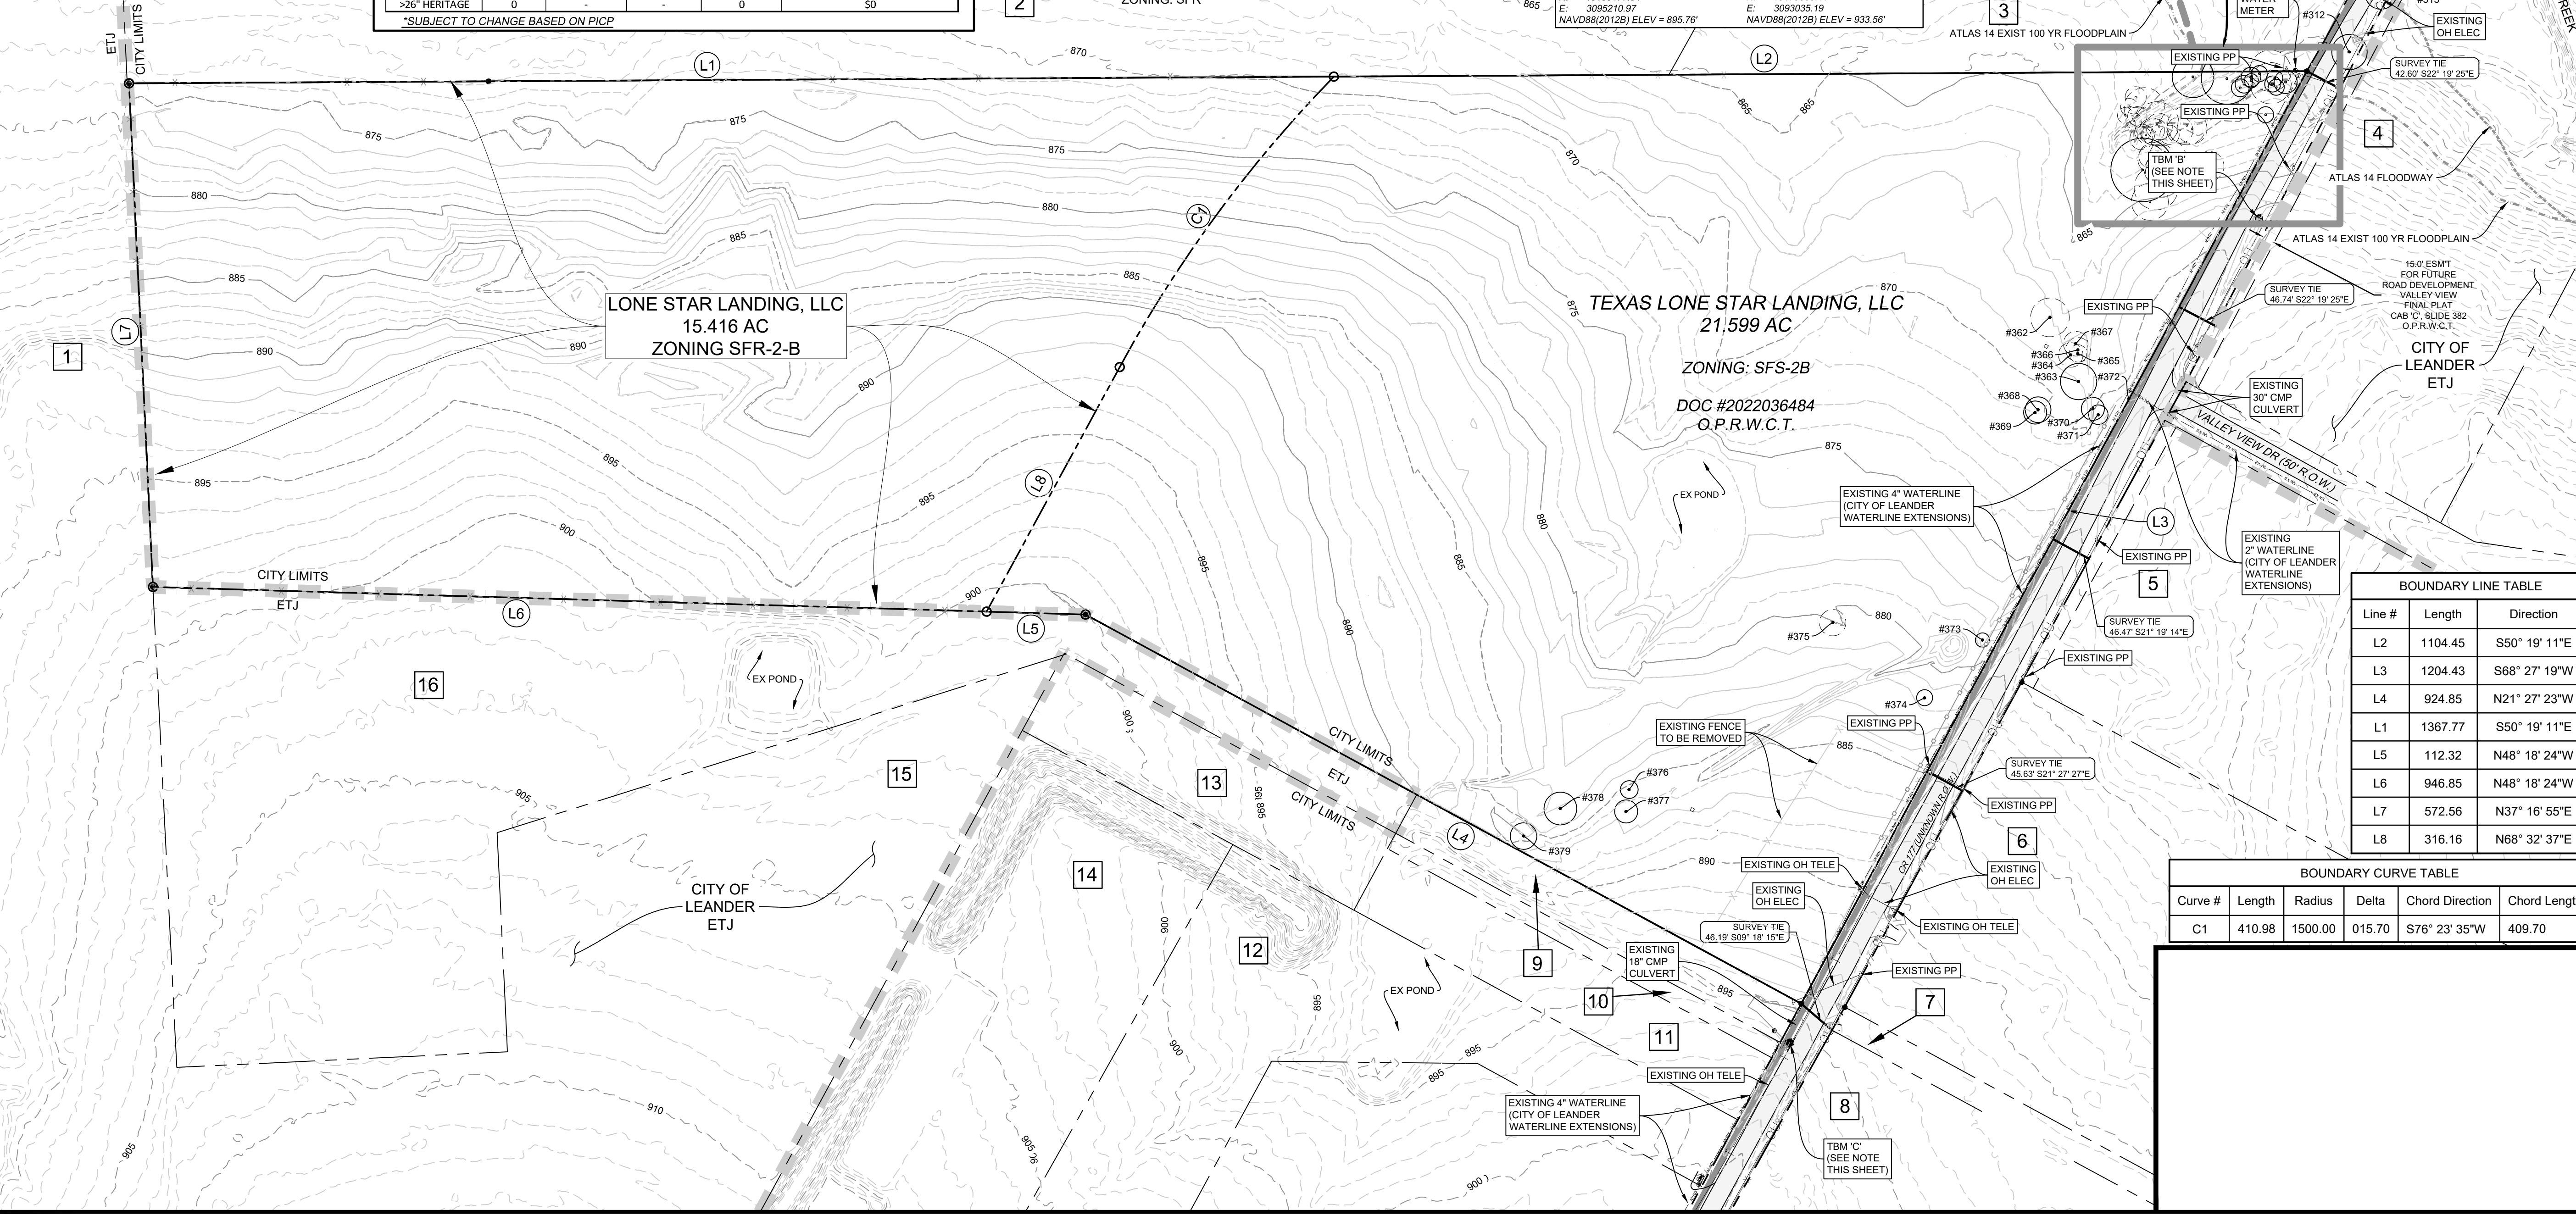 >26" HERITAGE 0 - - 0 $0
*SUBJECT TO CHANGE BASED ON PICP
2
3095210.97
E: 3093035.19
NAVD88(2012B) ELEV = 895.76'
NAVD88(2012B) ELEV = 933.56'
3
METER
#312
EXISTING
OH ELEC
ATLAS 14 EXIST 100 YR FLOODPLAIN
ETJ
CITY LIMITS
L1
L2
870
865
EXISTING PP
SURVEY TIE
42.60' S22° 19' 25"E
EXISTING PP
4
TBM 'B'
(SEE NOTE
THIS SHEET)
ATLAS 14 FLOODWAY
865
865
870
875
875
875
880
880
885
885
885
890
890
890
895
895
895
900
900
C1
L7
L8
1
LONE STAR LANDING, LLC
15.416 AC
ZONING SFR-2-B
TEXAS LONE STAR LANDING, LLC
21.599 AC
ZONING: SFS-2B
DOC #2022036484
O.P.R.W.C.T.
870
875
875
865
ATLAS 14 EXIST 100 YR FLOODPLAIN
15.0' ESM'T
FOR FUTURE
ROAD DEVELOPMENT
VALLEY VIEW
FINAL PLAT
CAB 'C', SLIDE 382
O.P.R.W.C.T.
EXISTING PP
SURVEY TIE
46.74' S22° 19' 25"E
#362
#367
#366
#365
#364
#363
#372
#368
#369
#370
#371
CITY OF
LEANDER
ETJ
EXISTING
30" CMP
CULVERT
VALLEY VIEW DR (50' R.O.W.)
EX POND
EXISTING 4" WATERLINE
(CITY OF LEANDER
WATERLINE EXTENSIONS)
L3
EXISTING PP
5
EXISTING
2" WATERLINE
(CITY OF LEANDER
WATERLINE
EXTENSIONS)
SURVEY TIE
46.47' S21° 19' 14"E
EXISTING PP
880
885
890
895
880
#375
#373
#374
CITY LIMITS
ETJ
L6
L5
16
EX POND
15
13
14
12
900
895
895
900
CITY LIMITS
ETJ
CITY LIMITS
L4
EXISTING FENCE
TO BE REMOVED
EXISTING PP
885
SURVEY TIE
45.63' S21° 27' 27"E
EXISTING PP
#376
#377
#378
#379
890
CR 177 (UNKNOWN R.O.W.)
6
EXISTING OH TELE
EXISTING
OH ELEC
EXISTING
OH ELEC
EXISTING OH TELE
SURVEY TIE
46.19' S09° 18' 15"E
9
EXISTING
18" CMP
CULVERT
EXISTING PP
10
895
7
11
EX POND
895
CITY OF
LEANDER
ETJ
905
910
905
900
905
895
895
EXISTING OH TELE
EXISTING 4" WATERLINE
(CITY OF LEANDER
WATERLINE EXTENSIONS)
8
TBM 'C'
(SEE NOTE
THIS SHEET)
900
BOUNDARY LINE TABLE
Line # Length Direction
L2 1104.45 S50° 19' 11"E
L3 1204.43 S68° 27' 19"W
L4 924.85 N21° 27' 23"W
L1 1367.77 S50° 19' 11"E
L5 112.32 N48° 18' 24"W
L6 946.85 N48° 18' 24"W
L7 572.56 N37° 16' 55"E
L8 316.16 N68° 32' 37"E
BOUNDARY CURVE TABLE
Curve # Length Radius Delta Chord Direction Chord Lengt
C1 410.98 1500.00 015.70 S76° 23' 35"W 409.70